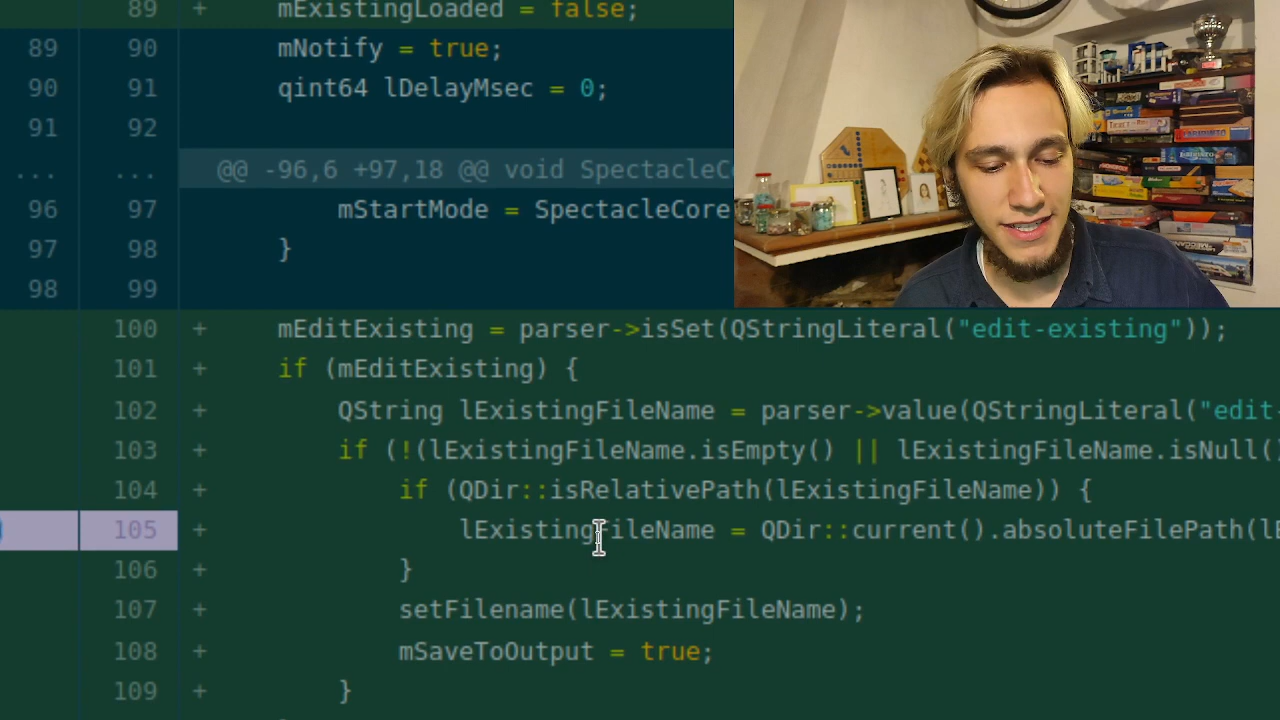 89 + mExistingLoaded = false;
89 90 mNotify = true;
90 91 qint64 lDelayMsec = 0;
91 92
... ... @@ -96,6 +97,18 @@ void SpectacleC
96 97 mStartMode = SpectacleCore
97 98 }
98 99
100 + mEditExisting = parser->isSet(QStringLiteral("edit-existing"));
101 + if (mEditExisting) {
102 + QString lExistingFileName = parser->value(QStringLiteral("edit
103 + if (!(lExistingFileName.isEmpty() || lExistingFileName.isNull()
104 + if (QDir::isRelativePath(lExistingFileName)) {
105 + lExistingFileName = QDir::current().absoluteFilePath(lE
106 + }
107 + setFilename(lExistingFileName);
108 + mSaveToOutput = true;
109 + }
LABIRINTO
MECCANO